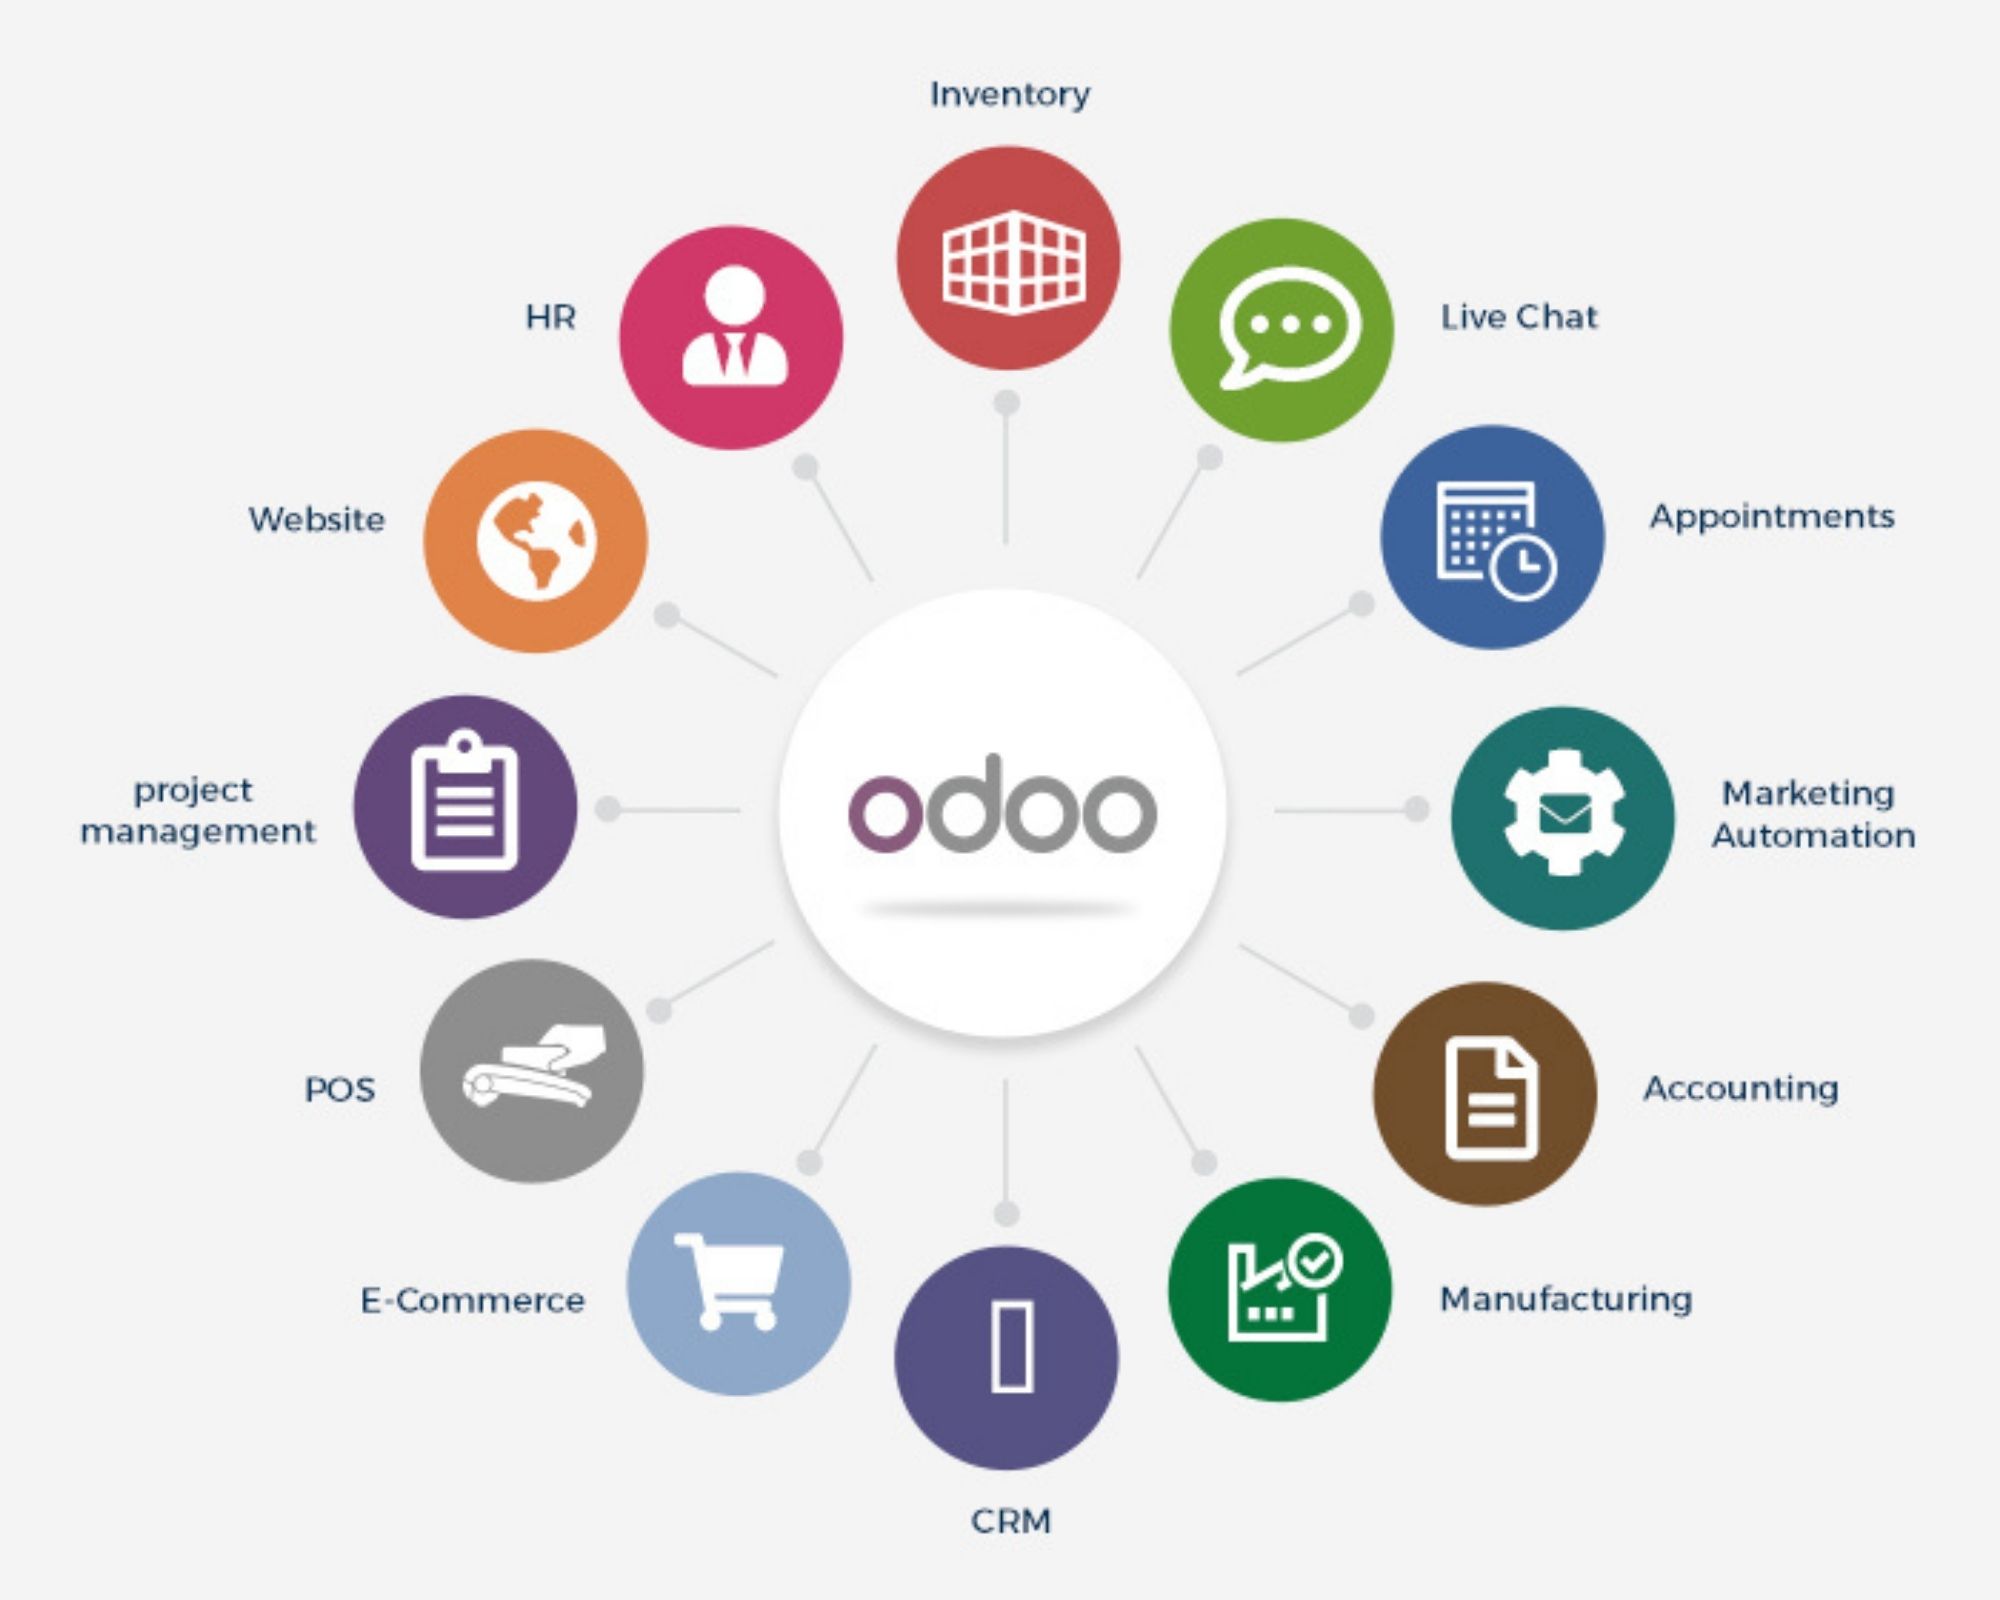 Inventory
HR
Live Chat
Website
Appointments
odoo
project
management
Marketing
Automation
POS
Accounting
E-Commerce
Manufacturing
CRM